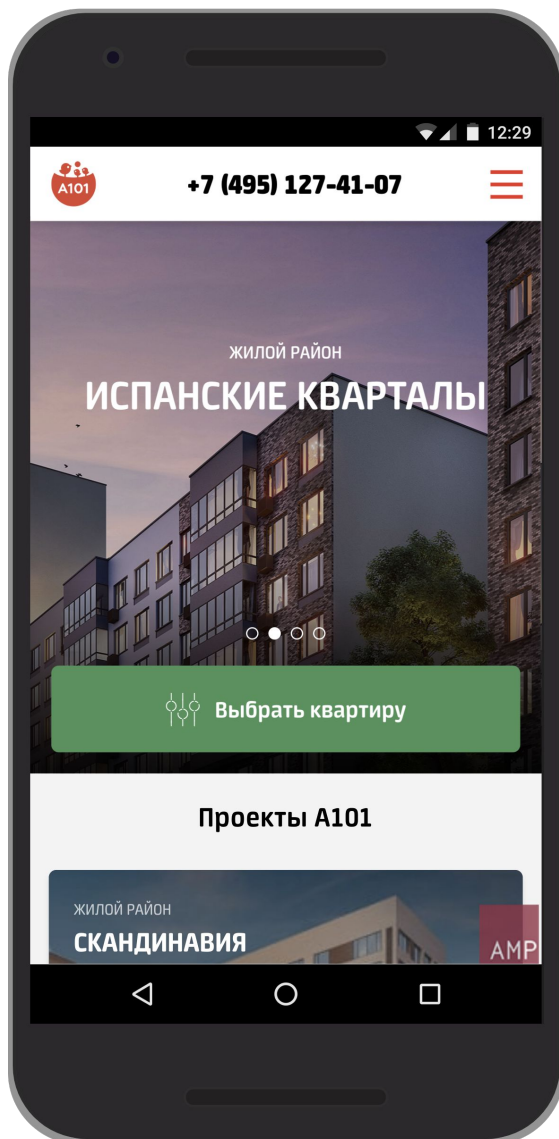 12:29
А101
+7 (495) 127-41-07
ЖИЛОЙ РАЙОН
ИСПАНСКИЕ КВАРТАЛЫ
Выбрать квартиру
Проекты А101
ЖИЛОЙ РАЙОН
СКАНДИНАВИЯ
AMP